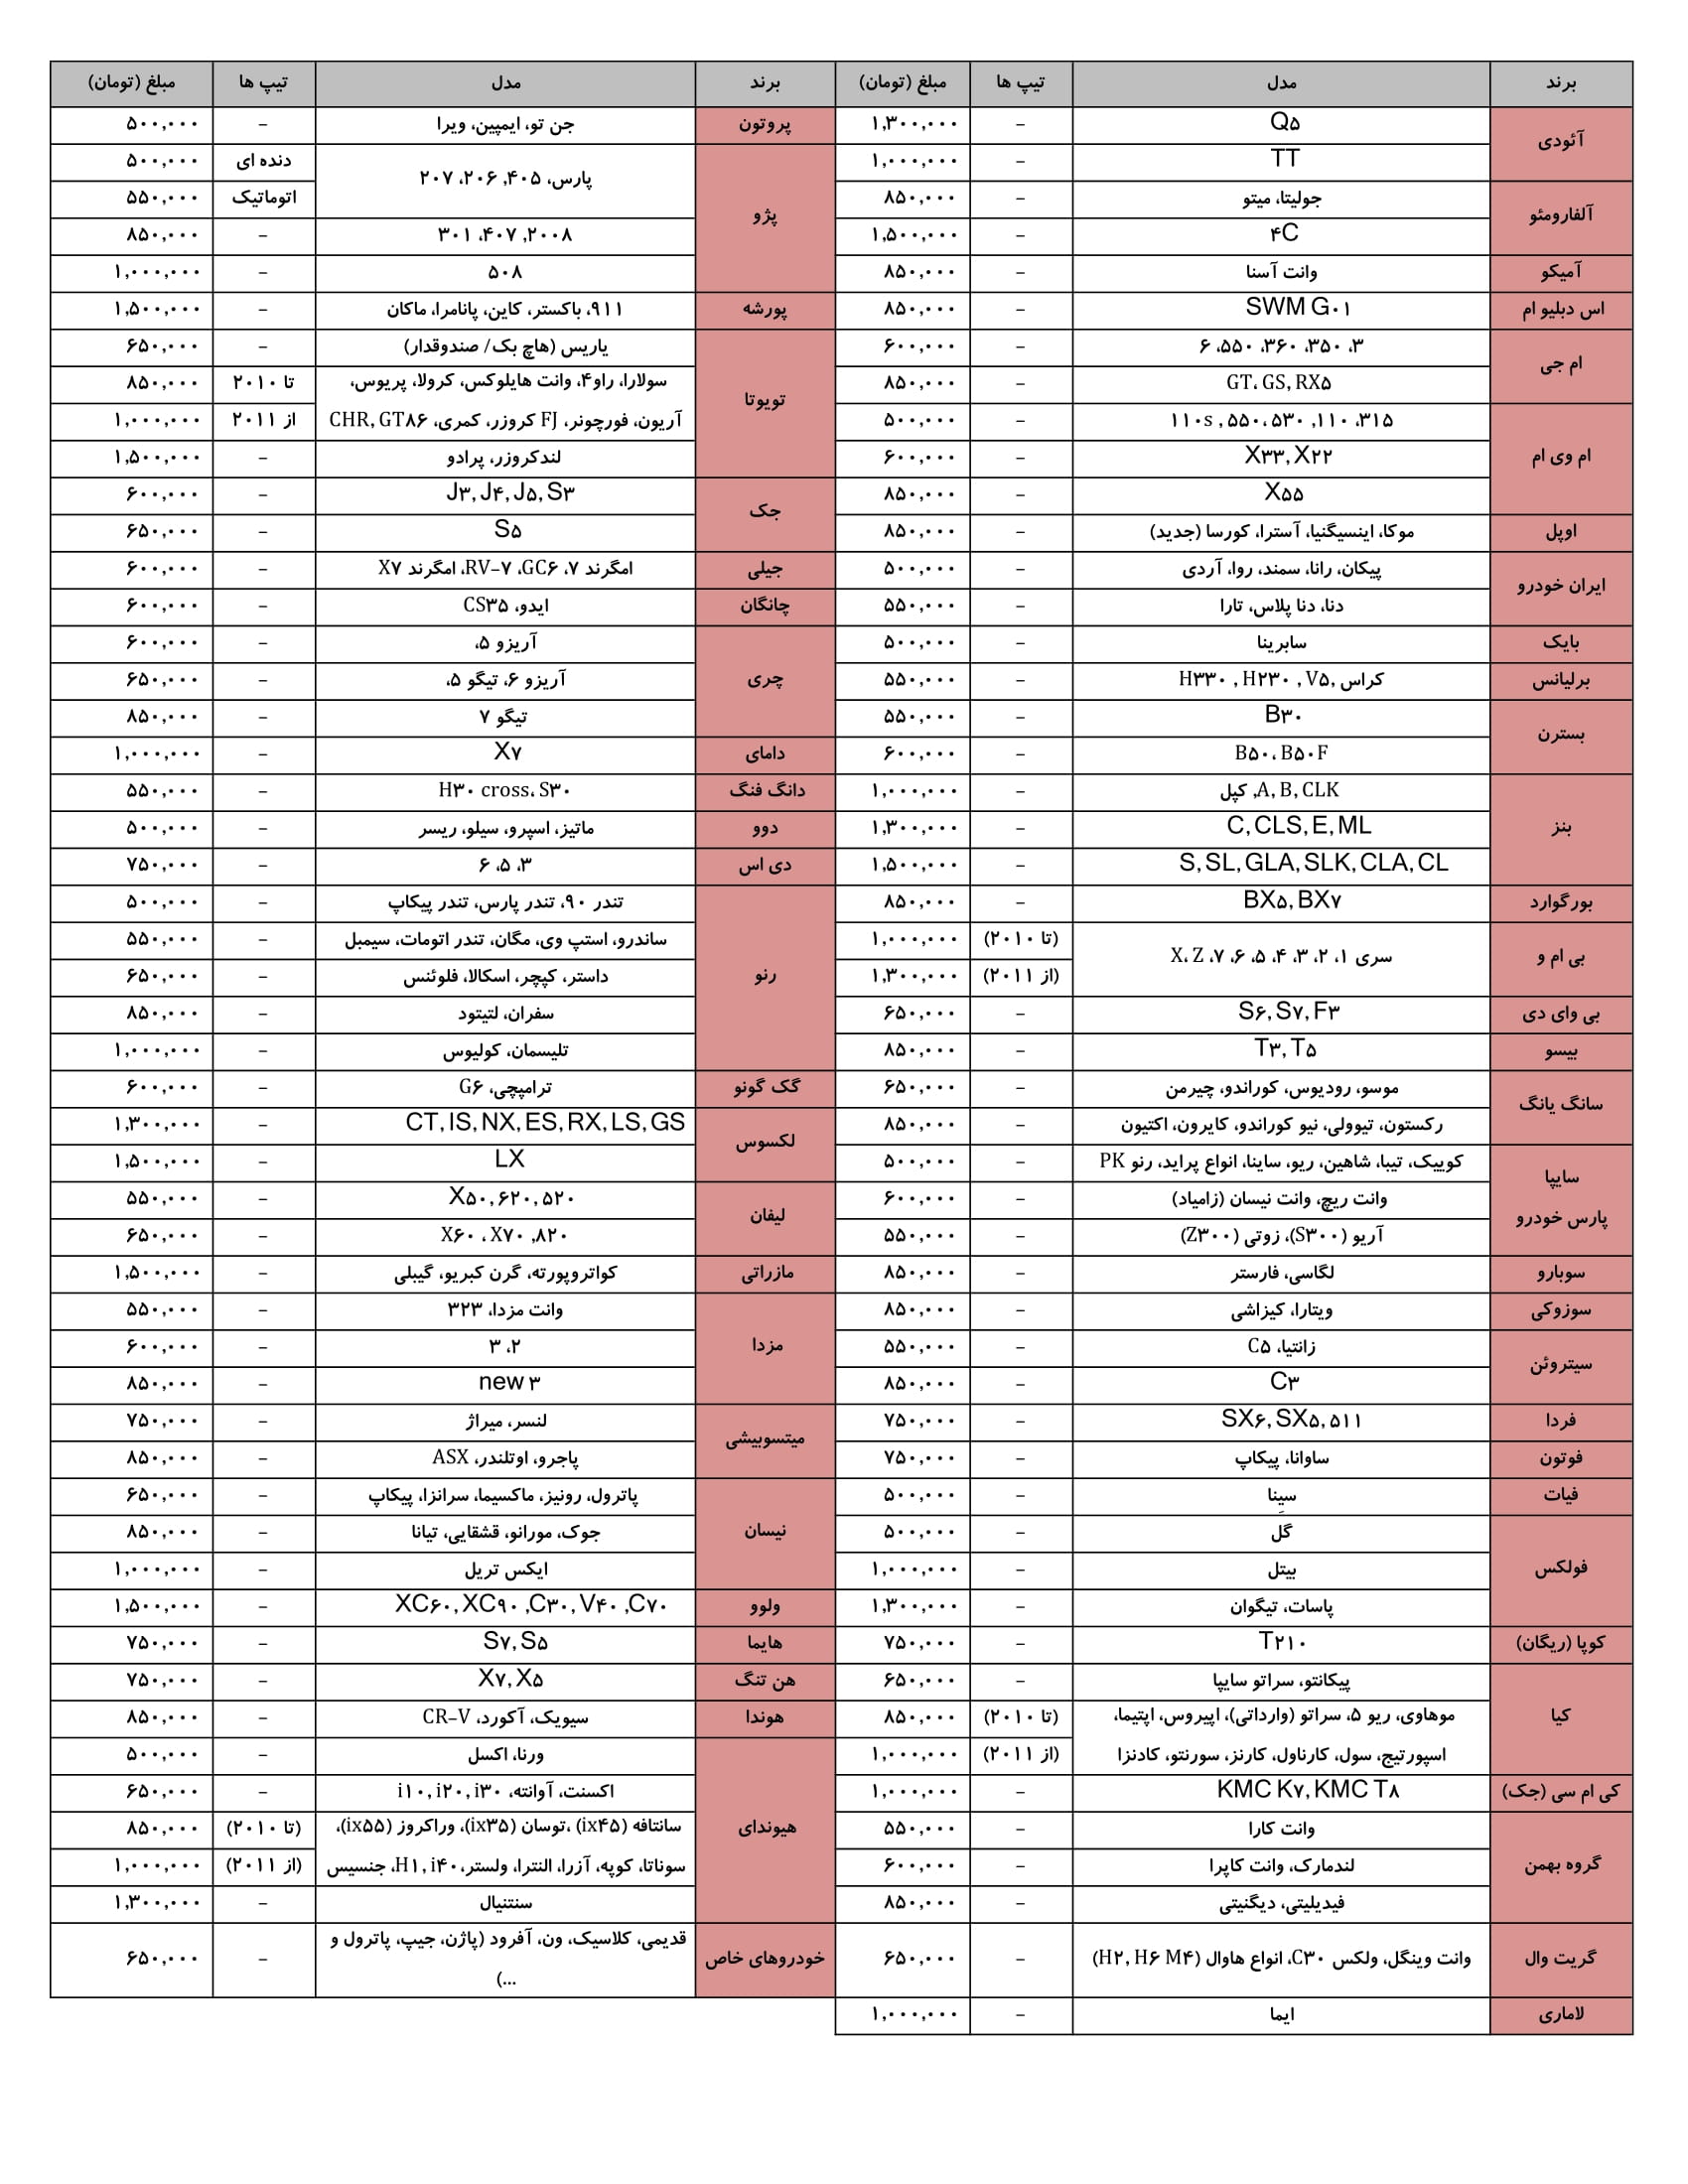 برند مدل تیپ ها مبلغ (تومان)
آئودی Q۵ – ۱,۳۰۰,۰۰۰
TT – ۱,۰۰۰,۰۰۰
آلفارومئو جولیتا، میتو – ۸۵۰,۰۰۰
۴C – ۱,۵۰۰,۰۰۰
آمیکو وانت آسنا – ۸۵۰,۰۰۰
اس دبلیو ام SWM G۰۱ – ۸۵۰,۰۰۰
ام جی ۳، ۳۵۰، ۳۶۰، ۵۵۰، ۶ – ۶۰۰,۰۰۰
GT، GS, RX۵ – ۸۵۰,۰۰۰
ام وی ام ۳۱۵، ۱۱۰, ۵۳۰ ،۵۵۰ , ۱۱۰s – ۵۰۰,۰۰۰
X۳۳, X۲۲ – ۶۰۰,۰۰۰
X۵۵ – ۸۵۰,۰۰۰
اوپل موکا، اینسیگنیا، آسترا، کورسا (جدید) – ۸۵۰,۰۰۰
ایران خودرو پیکان، رانا، سمند، روا، آردی – ۵۰۰,۰۰۰
دنا، دنا پلاس، تارا – ۵۵۰,۰۰۰
بایک سابرینا – ۵۰۰,۰۰۰
برلیانس کراس ,H۳۳۰ , H۲۳۰ , V۵ – ۵۵۰,۰۰۰
بسترن B۳۰ – ۵۵۰,۰۰۰
B۵۰، B۵۰F – ۶۰۰,۰۰۰
بنز A, B, CLK, کپل – ۱,۰۰۰,۰۰۰
C, CLS, E, ML – ۱,۳۰۰,۰۰۰
S, SL, GLA, SLK, CLA, CL – ۱,۵۰۰,۰۰۰
بورگوارد BX۵, BX۷ – ۸۵۰,۰۰۰
بی ام و سری ۱، ۲، ۳، ۴، ۵، ۶، ۷، X، Z (تا ۲۰۱۰) ۱,۰۰۰,۰۰۰
(از ۲۰۱۱) ۱,۳۰۰,۰۰۰
بی وای دی S۶, S۷, F۳ – ۶۵۰,۰۰۰
بیسو T۳, T۵ – ۸۵۰,۰۰۰
سانگ یانگ موسو، رودیوس، کوراندو، چیرمن – ۶۵۰,۰۰۰
رکستون، تیوولی، نیو کوراندو، کایرون، اکتیون – ۸۵۰,۰۰۰
سایپا
پارس خودرو
کوییک، تیبا، شاهین، ریو، ساینا، انواع پراید، رنو PK – ۵۰۰,۰۰۰
وانت ریچ، وانت نیسان (زامیاد) – ۶۰۰,۰۰۰
آریو (S۳۰۰)، زوتی (Z۳۰۰) – ۵۵۰,۰۰۰
سوبارو لگاسی، فارستر – ۸۵۰,۰۰۰
سوزوکی ویتارا، کیزاشی – ۸۵۰,۰۰۰
سیتروئن زانتیا، C۵ – ۵۵۰,۰۰۰
C۳ – ۸۵۰,۰۰۰
فردا SX۶, SX۵, ۵۱۱ – ۷۵۰,۰۰۰
فوتون ساوانا، پیکاپ – ۷۵۰,۰۰۰
فیات سیِنا – ۵۰۰,۰۰۰
فولکس گل – ۵۰۰,۰۰۰
بیتل – ۱,۰۰۰,۰۰۰
پاسات، تیگوان – ۱,۳۰۰,۰۰۰
کوپا (ریگان) T۲۱۰ – ۷۵۰,۰۰۰
کیا پیکانتو، سراتو سایپا – ۶۵۰,۰۰۰
موهاوی، ریو ۵، سراتو (وارداتی)، اپیروس، اپتیما، (تا ۲۰۱۰) ۸۵۰,۰۰۰
اسپورتیج، سول، کارناول، کارنز، سورنتو، کادنزا (از ۲۰۱۱) ۱,۰۰۰,۰۰۰
کی ام سی (جک) KMC K۷, KMC T۸ – ۱,۰۰۰,۰۰۰
گروه بهمن وانت کارا – ۵۵۰,۰۰۰
لندمارک، وانت کاپرا – ۶۰۰,۰۰۰
فیدیلیتی، دیگنیتی – ۸۵۰,۰۰۰
گریت وال وانت وینگل، ولکس C۳۰، انواع هاوال (H۲, H۶ M۴) – ۶۵۰,۰۰۰
لاماری ایما – ۱,۰۰۰,۰۰۰
برند مدل تیپ ها مبلغ (تومان)
پروتون جن تو، ایمپین، ویرا – ۵۰۰,۰۰۰
پژو پارس، ۴۰۵, ۲۰۶، ۲۰۷ دنده ای ۵۰۰,۰۰۰
اتوماتیک ۵۵۰,۰۰۰
۲۰۰۸, ۴۰۷، ۳۰۱ – ۸۵۰,۰۰۰
۵۰۸ – ۱,۰۰۰,۰۰۰
پورشه ۹۱۱، باکستر، کاین، پانامرا، ماکان – ۱,۵۰۰,۰۰۰
تویوتا یاریس (هاچ بک/ صندوقدار) – ۶۵۰,۰۰۰
سولارا، راو۴، وانت هایلوکس، کرولا، پریوس، تا ۲۰۱۰ ۸۵۰,۰۰۰
آریون، فورچونر، FJ کروزر، کمری، CHR, GT۸۶ از ۲۰۱۱ ۱,۰۰۰,۰۰۰
لندکروزر، پرادو – ۱,۵۰۰,۰۰۰
جک J۳, J۴, J۵, S۳ – ۶۰۰,۰۰۰
S۵ – ۶۵۰,۰۰۰
جیلی امگرند ۷، GC۶، RV–۷، امگرند X۷ – ۶۰۰,۰۰۰
چانگان ایدو، CS۳۵ – ۶۰۰,۰۰۰
چری آریزو ۵، – ۶۰۰,۰۰۰
آریزو ۶، تیگو ۵، – ۶۵۰,۰۰۰
تیگو ۷ – ۸۵۰,۰۰۰
دامای X۷ – ۱,۰۰۰,۰۰۰
دانگ فنگ H۳۰ cross، S۳۰ – ۵۵۰,۰۰۰
دوو ماتیز، اسپرو، سیلو، ریسر – ۵۰۰,۰۰۰
دی اس ۳، ۵، ۶ – ۷۵۰,۰۰۰
رنو تندر ۹۰، تندر پارس، تندر پیکاپ – ۵۰۰,۰۰۰
ساندرو، استپ وی، مگان، تندر اتومات، سیمبل – ۵۵۰,۰۰۰
داستر، کپچر، اسکالا، فلوئنس – ۶۵۰,۰۰۰
سفران، لتیتود – ۸۵۰,۰۰۰
تلیسمان، کولیوس – ۱,۰۰۰,۰۰۰
گک گونو ترامپچی، G۶ – ۶۰۰,۰۰۰
لکسوس CT, IS, NX, ES, RX, LS, GS – ۱,۳۰۰,۰۰۰
LX – ۱,۵۰۰,۰۰۰
لیفان X۵۰, ۶۲۰, ۵۲۰ – ۵۵۰,۰۰۰
۸۲۰, X۶۰ ، X۷۰ – ۶۵۰,۰۰۰
مازراتی کواتروپورته، گرن کبریو، گیبلی – ۱,۵۰۰,۰۰۰
مزدا وانت مزدا، ۳۲۳ – ۵۵۰,۰۰۰
۲، ۳ – ۶۰۰,۰۰۰
new ۳ – ۸۵۰,۰۰۰
میتسوبیشی لنسر، میراژ – ۷۵۰,۰۰۰
پاجرو، اوتلندر، ASX – ۸۵۰,۰۰۰
نیسان پاترول، رونیز، ماکسیما، سرانزا، پیکاپ – ۶۵۰,۰۰۰
جوک، مورانو، قشقایی، تیانا – ۸۵۰,۰۰۰
ایکس تریل – ۱,۰۰۰,۰۰۰
ولوو XC۶۰, XC۹۰ ,C۳۰, V۴۰ ,C۷۰ – ۱,۵۰۰,۰۰۰
هایما S۷, S۵ – ۷۵۰,۰۰۰
هن تنگ X۷, X۵ – ۷۵۰,۰۰۰
هوندا سیویک، آکورد، CR–V – ۸۵۰,۰۰۰
هیوندای ورنا، اکسل – ۵۰۰,۰۰۰
اکسنت، آوانته، i۱۰, i۲۰, i۳۰ – ۶۵۰,۰۰۰
سانتافه (ix۴۵) ،توسان (ix۳۵)، وراکروز (ix۵۵)، (تا ۲۰۱۰) ۸۵۰,۰۰۰
سوناتا، کوپه، آزرا، النترا، ولستر، H۱, i۴۰، جنسیس (از ۲۰۱۱) ۱,۰۰۰,۰۰۰
سنتنیال – ۱,۳۰۰,۰۰۰
خودروهای خاص قدیمی، کلاسیک، ون، آفرود (پاژن، جیپ، پاترول و – ۶۵۰,۰۰۰
...)